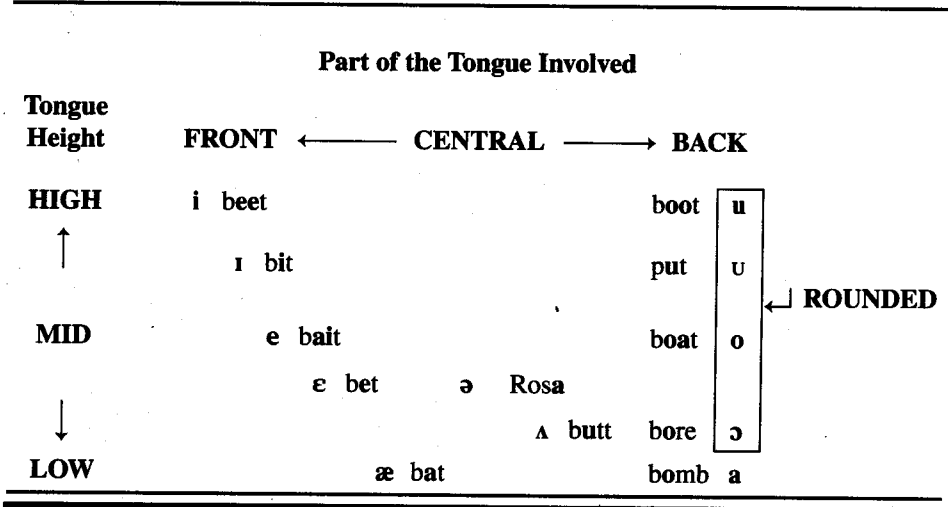 Part of the Tongue Involved
Tongue
Height FRONT ← CENTRAL → BACK
HIGH i beet boot u
↑ ɪ bit put ʊ
ROUNDED
MID e bait boat o
ɛ bet ə Rosa
↓ ʌ butt bore ɔ
LOW æ bat bomb a